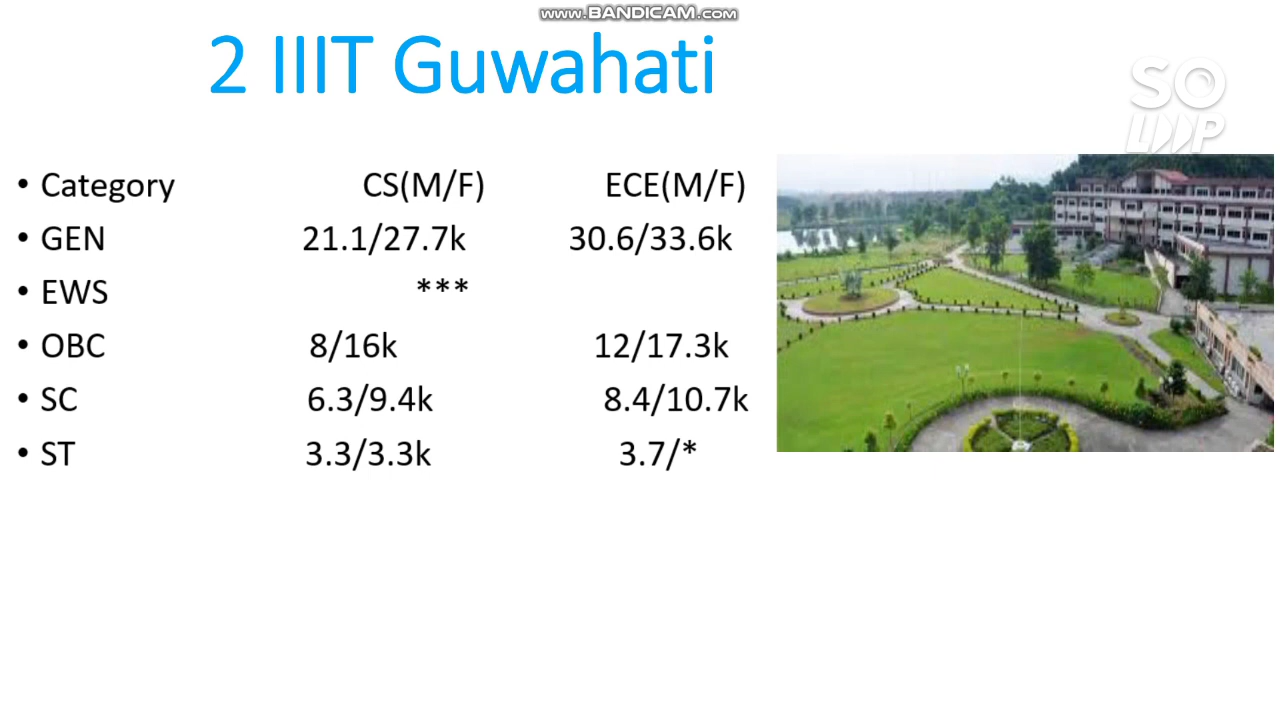 www.BANDICAM.com
2 IIIT Guwahati
SO
LOOP
• Category CS(M/F) ECE(M/F)
• GEN 21.1/27.7k 30.6/33.6k
• EWS ***
• OBC 8/16k 12/17.3k
• SC 6.3/9.4k 8.4/10.7k
• ST 3.3/3.3k 3.7/*